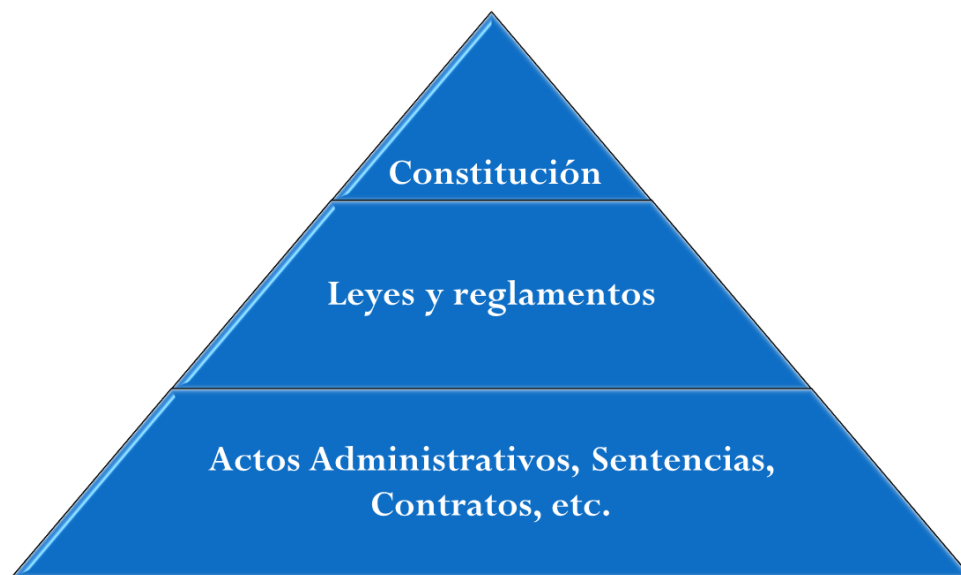 Constitución
Leyes y reglamentos
Actos Administrativos, Sentencias,
Contratos, etc.